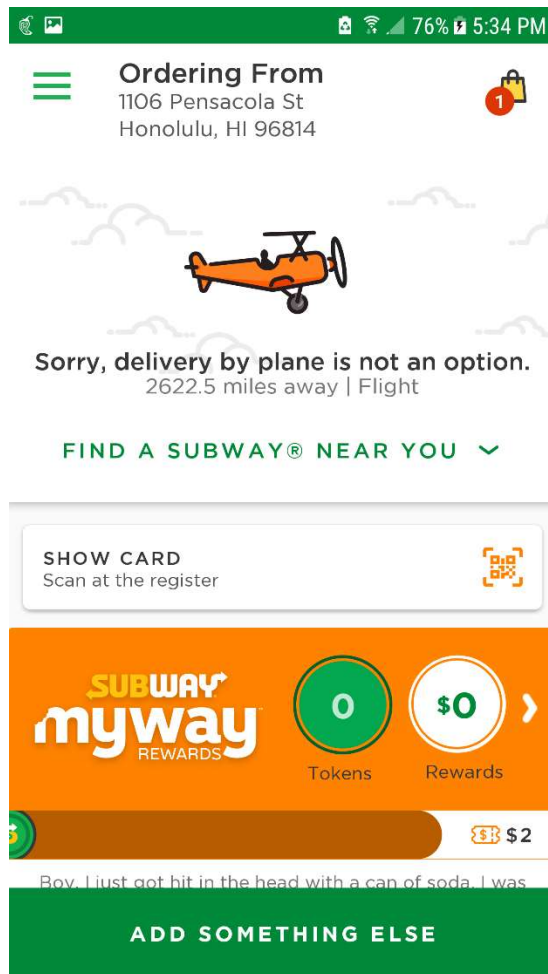 76% 5:34 PM
Ordering From
1106 Pensacola St
Honolulu, HI 96814
1
Sorry, delivery by plane is not an option.
2622.5 miles away | Flight
FIND A SUBWAY® NEAR YOU
SHOW CARD
Scan at the register
SUBWAY
myway
REWARDS
0
$0
Tokens
Rewards
$2
Boy, I just got hit in the head with a can of soda. I was
ADD SOMETHING ELSE